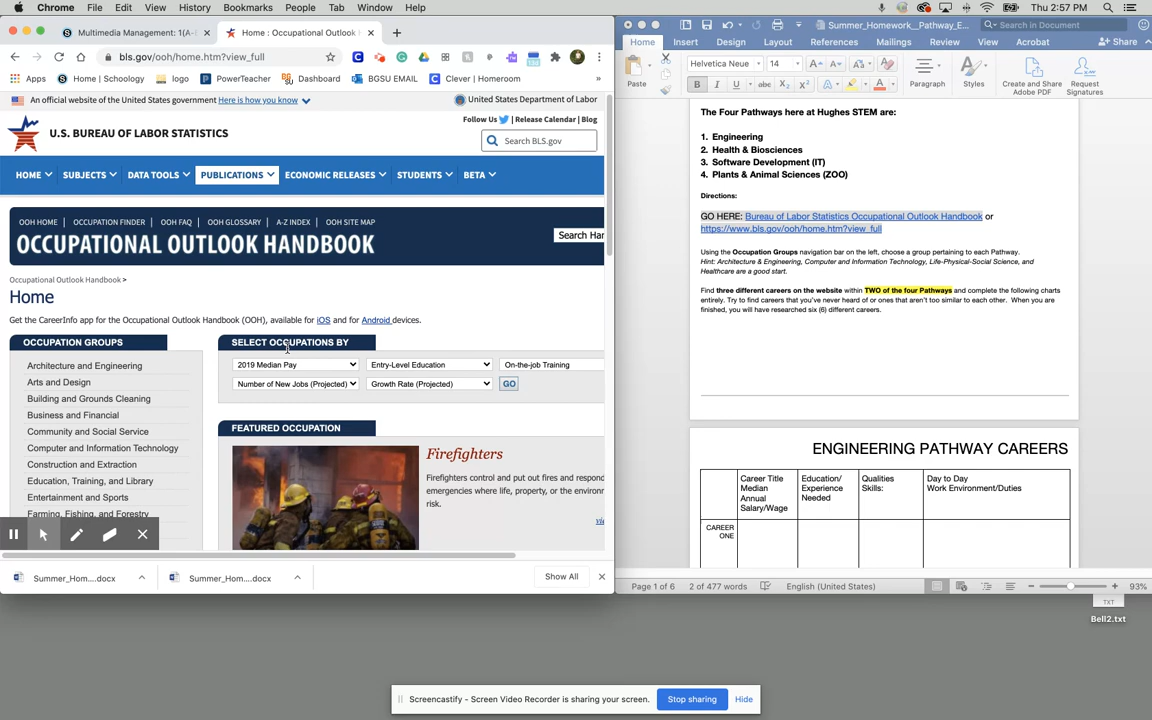 Chrome File Edit View History Bookmarks People Tab Window Help Thu 2:57 PM
Multimedia Management: 1(A- Home : Occupational Outlook Summer_Homework__Pathway_E... Search in Document
bls.gov/ooh/home.htm?view_full
Home Insert Design Layout References Mailings Review View Acrobat Share
Apps Home | Schoology logo PowerTeacher Dashboard BGSU EMAIL Clever | Homeroom »
Paste Helvetica Neue 14 Paragraph Styles Create and Share Adobe PDF Request Signatures
An official website of the United States government Here is how you know United States Department of Labor
Follow Us | Release Calendar | Blog
U.S. BUREAU OF LABOR STATISTICS
Search BLS.gov
HOME SUBJECTS DATA TOOLS PUBLICATIONS ECONOMIC RELEASES STUDENTS BETA
OOH HOME | OCCUPATION FINDER | OOH FAQ | OOH GLOSSARY | A-Z INDEX | OOH SITE MAP
OCCUPATIONAL OUTLOOK HANDBOOK
Search Har
Occupational Outlook Handbook >
Home
Get the CareerInfo app for the Occupational Outlook Handbook (OOH), available for iOS and for Android devices.
OCCUPATION GROUPS
Architecture and Engineering
Arts and Design
Building and Grounds Cleaning
Business and Financial
Community and Social Service
Computer and Information Technology
Construction and Extraction
Education, Training, and Library
Entertainment and Sports
Farming, Fishing, and Forestry
SELECT OCCUPATIONS BY
2019 Median Pay Entry-Level Education On-the-job Training
Number of New Jobs (Projected) Growth Rate (Projected) GO
FEATURED OCCUPATION
Firefighters
Firefighters control and put out fires and respond
emergencies where life, property, or the environm
risk.
Summer_Hom....docx Summer_Hom....docx Show All
The Four Pathways here at Hughes STEM are:
1. Engineering
2. Health & Biosciences
3. Software Development (IT)
4. Plants & Animal Sciences (ZOO)
Directions:
GO HERE: Bureau of Labor Statistics Occupational Outlook Handbook or
https://www.bls.gov/ooh/home.htm?view_full
Using the Occupation Groups navigation bar on the left, choose a group pertaining to each Pathway.
Hint: Architecture & Engineering, Computer and Information Technology, Life-Physical-Social Science, and
Healthcare are a good start.
Find three different careers on the website within TWO of the four Pathways and complete the following charts
entirely. Try to find careers that you've never heard of or ones that aren't too similar to each other. When you are
finished, you will have researched six (6) different careers.
ENGINEERING PATHWAY CAREERS
Career Title Median Annual Salary/Wage
Education/ Experience Needed
Qualities Skills:
Day to Day Work Environment/Duties
CAREER ONE
Page 1 of 6 2 of 477 words English (United States) 93%
TXT
Bell2.txt
Screencastify - Screen Video Recorder is sharing your screen. Stop sharing Hide